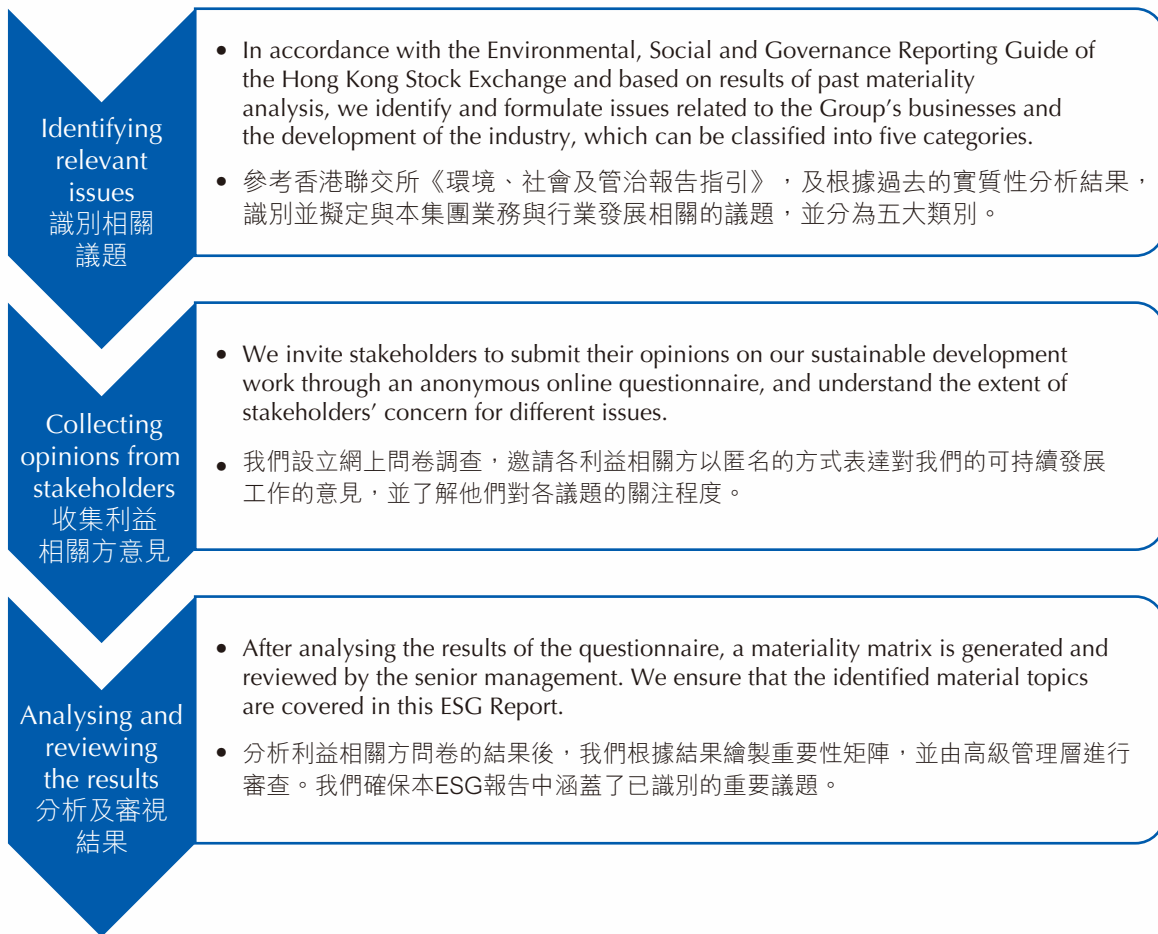 Identifying
relevant
issues
識別相關
議題
• In accordance with the Environmental, Social and Governance Reporting Guide of
the Hong Kong Stock Exchange and based on results of past materiality
analysis, we identify and formulate issues related to the Group’s businesses and
the development of the industry, which can be classified into five categories.
• 參考香港聯交所《環境、社會及管治報告指引》，及根據過去的實質性分析結果，
識別並擬定與本集團業務與行業發展相關的議題，並分為五大類別。
Collecting
opinions from
stakeholders
收集利益
相關方意見
• We invite stakeholders to submit their opinions on our sustainable development
work through an anonymous online questionnaire, and understand the extent of
stakeholders’ concern for different issues.
• 我們設立網上問卷調查，邀請各利益相關方以匿名的方式表達對我們的可持續發展
工作的意見，並了解他們對各議題的關注程度。
Analysing and
reviewing
the results
分析及審視
結果
• After analysing the results of the questionnaire, a materiality matrix is generated and
reviewed by the senior management. We ensure that the identified material topics
are covered in this ESG Report.
• 分析利益相關方問卷的結果後，我們根據結果繪製重要性矩陣，並由高級管理層進行
審查。我們確保本ESG報告中涵蓋了已識別的重要議題。